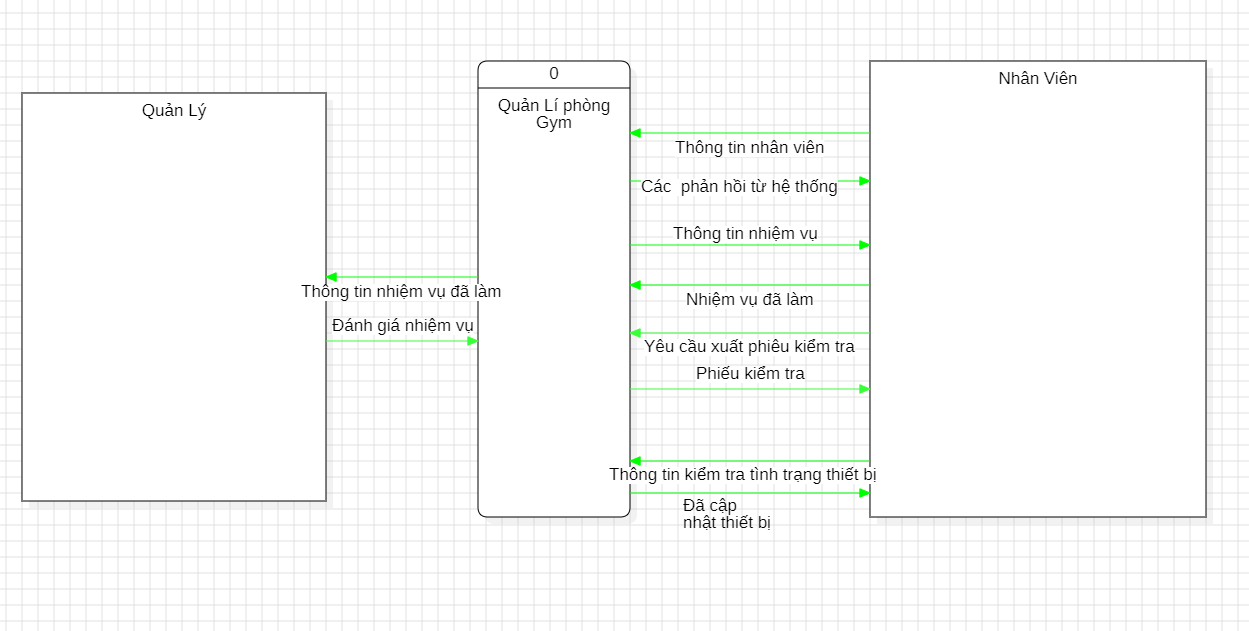 Quản Lý
0
Quản Lí phòng
Gym
Nhân Viên
Thông tin nhân viên
Các  phản hồi từ hệ thống
Thông tin nhiệm vụ
Thông tin nhiệm vụ đã làm
Nhiệm vụ đã làm
Đánh giá nhiệm vụ
Yêu cầu xuất phiêu kiểm tra
Phiếu kiểm tra
Thông tin kiểm tra tình trạng thiết bị
Đã cập
nhật thiết bị